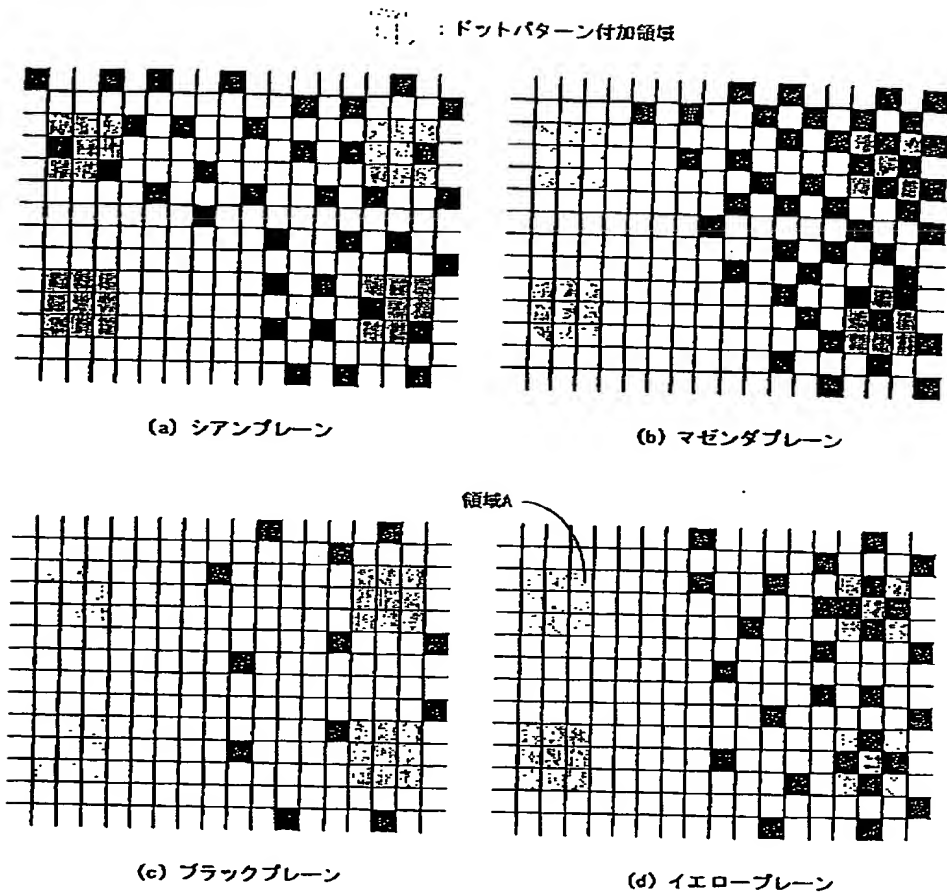 : ドットパターン付加領域
(a) シアンプレーン
(b) マゼンダプレーン
領域A
(c) ブラックプレーン
(d) イエロープレーン